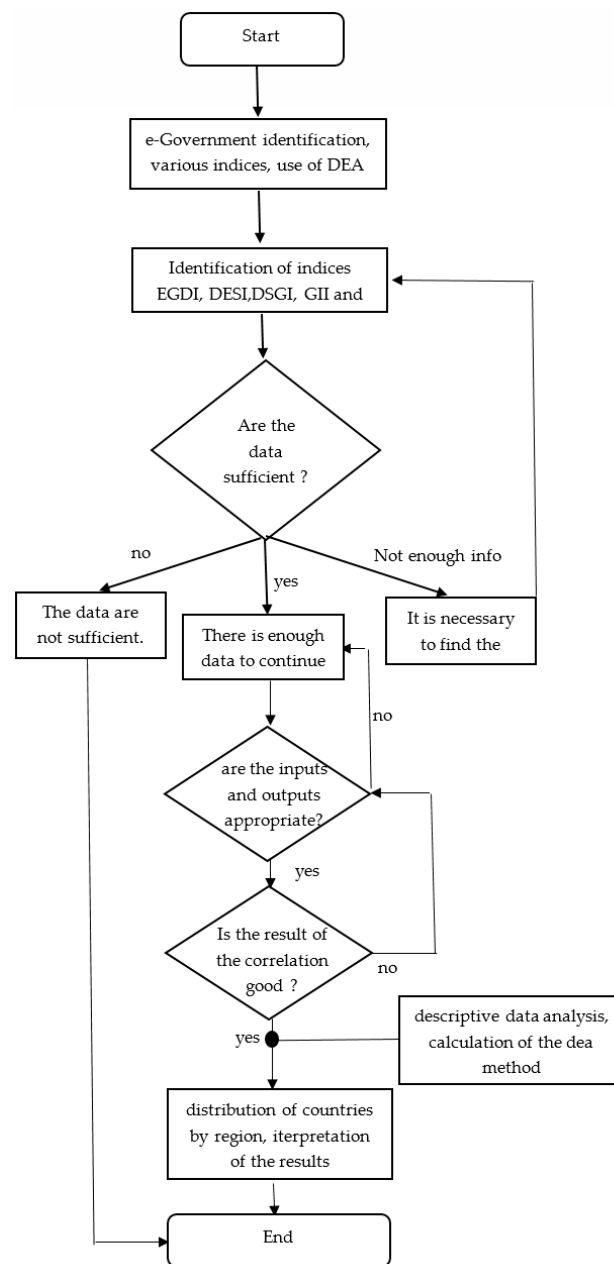 Start
e-Government identification,
various indices, use of DEA
Identification of indices
EGDI, DESI,DSGI, GII and
Are the
data
sufficient ?
no
yes
Not enough info
The data are
not sufficient.
There is enough
data to continue
It is necessary
to find the
no
are the inputs
and outputs
appropriate?
yes
Is the result of
the correlation
good ?
no
yes
descriptive data analysis,
calculation of the dea
method
distribution of countries
by region, iterpretation
of the results
End